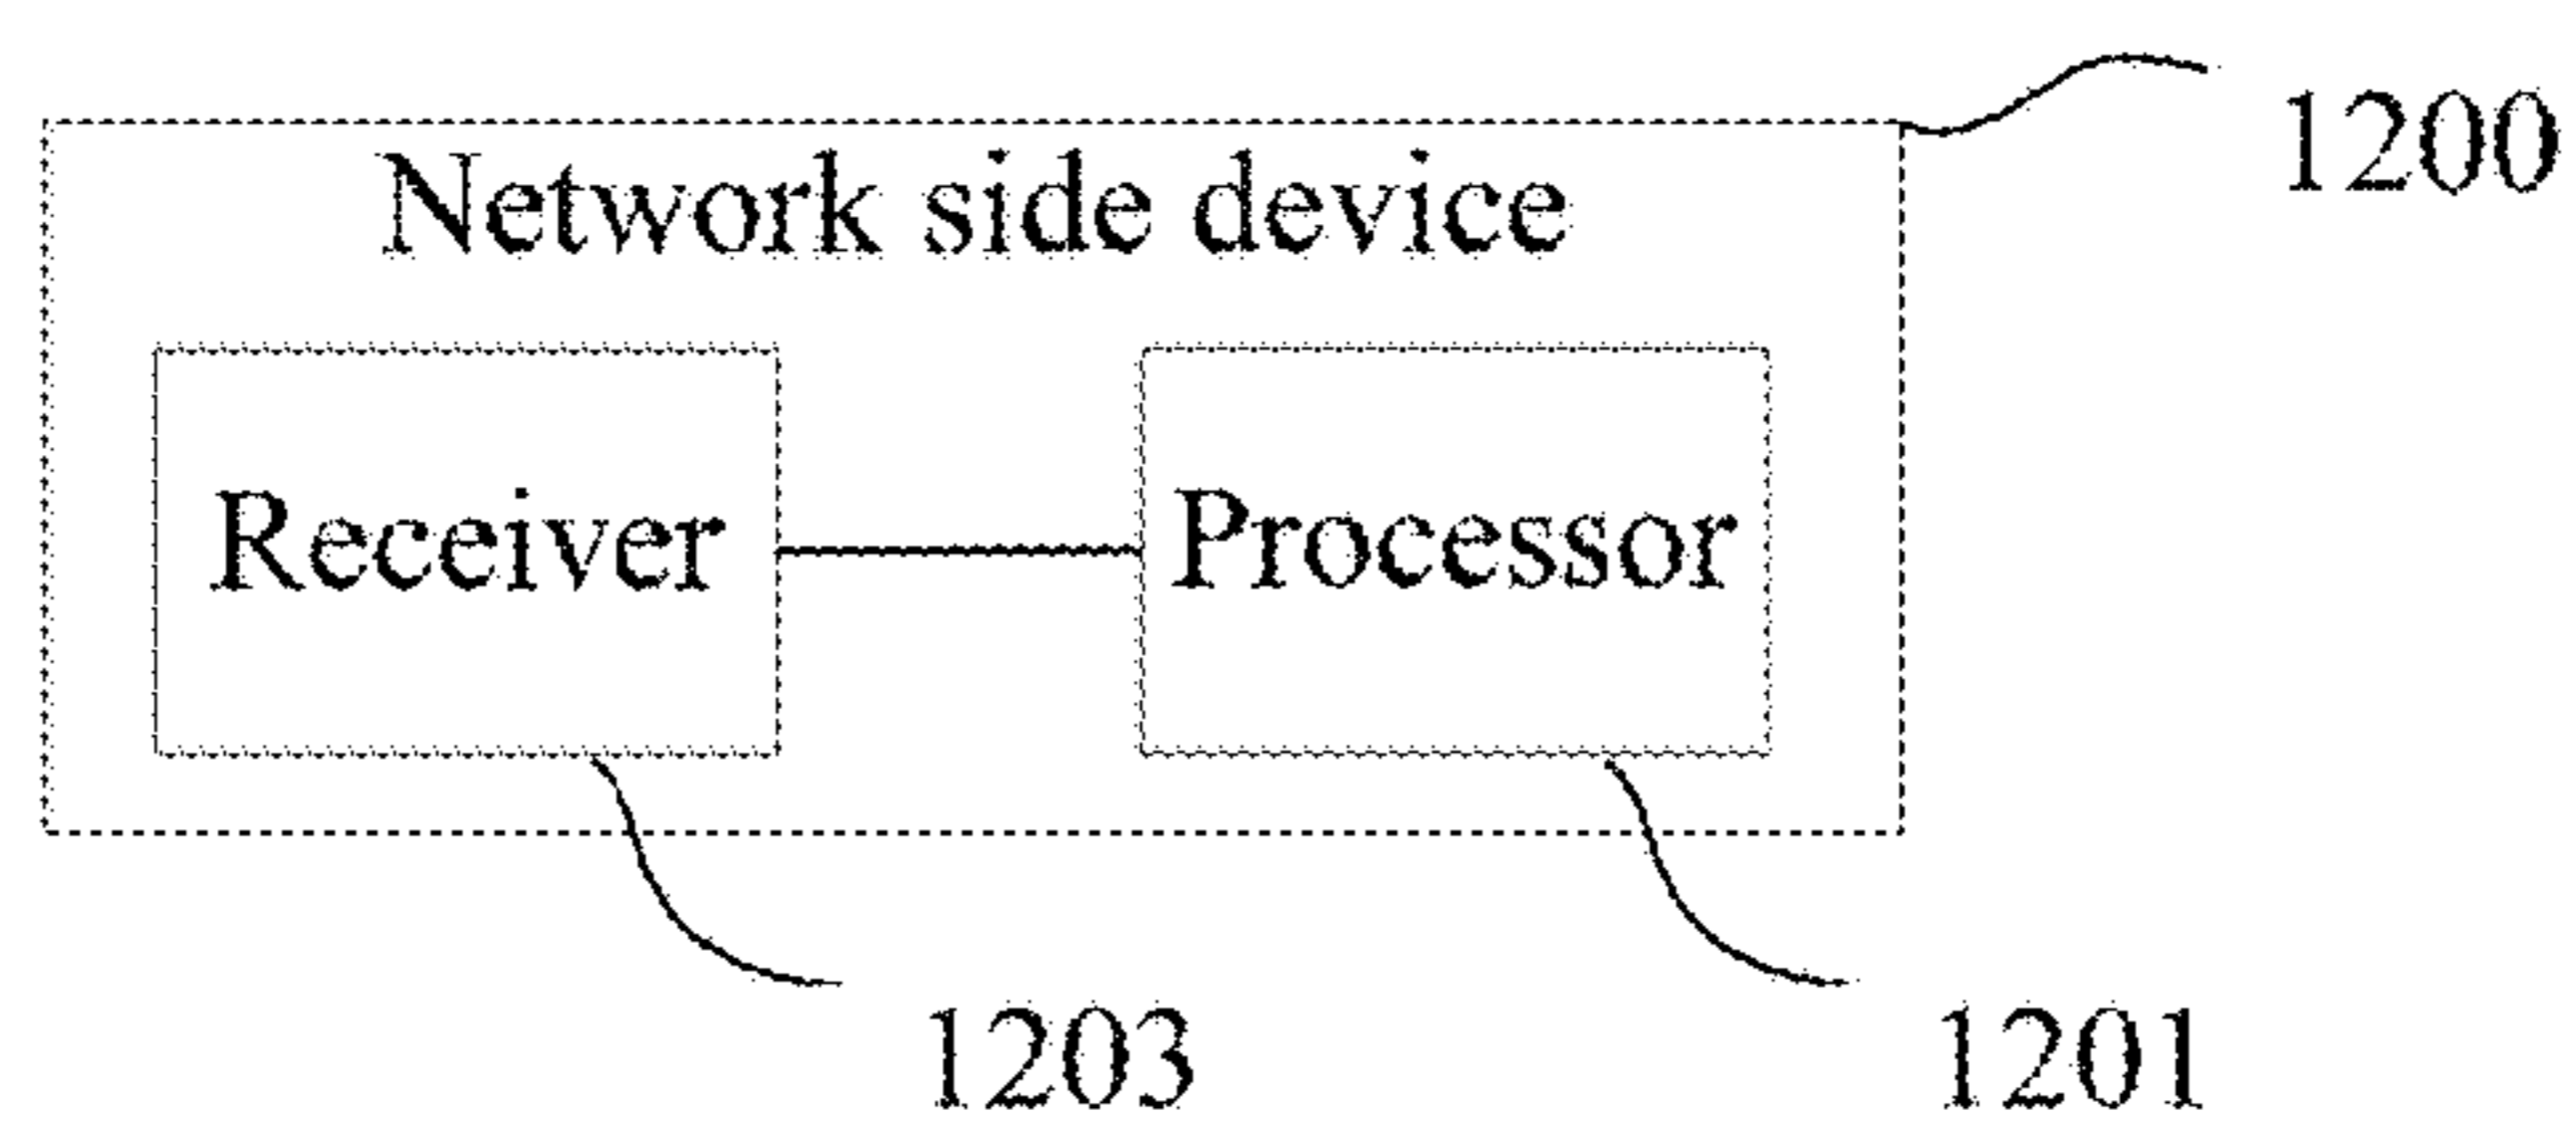 1200
Network side device
Receiver
Processor
1203
1201